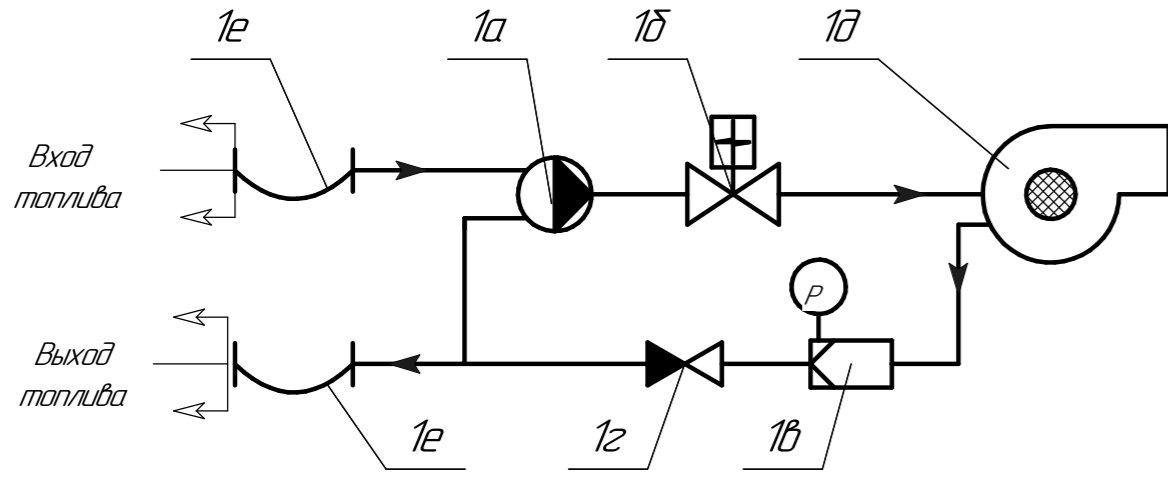 1е
1а
1б
1д
Вход
топлива
Р
Выход
топлива
1е
1г
1в